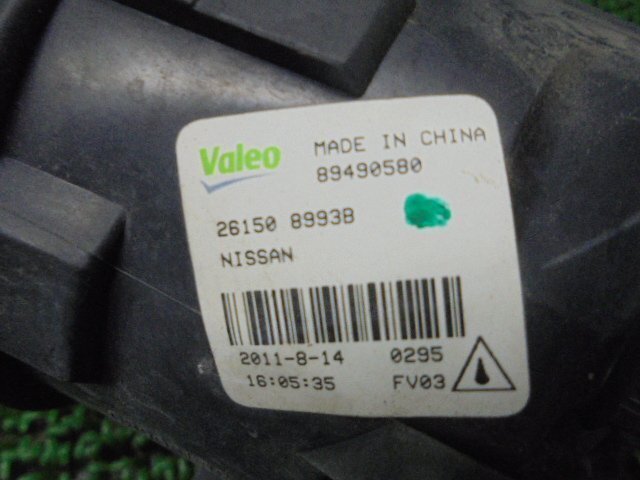 Valeo MADE IN CHINA
89490580
26150 8993B
NISSAN
2011-8-14 0295
16:05:35 FV03